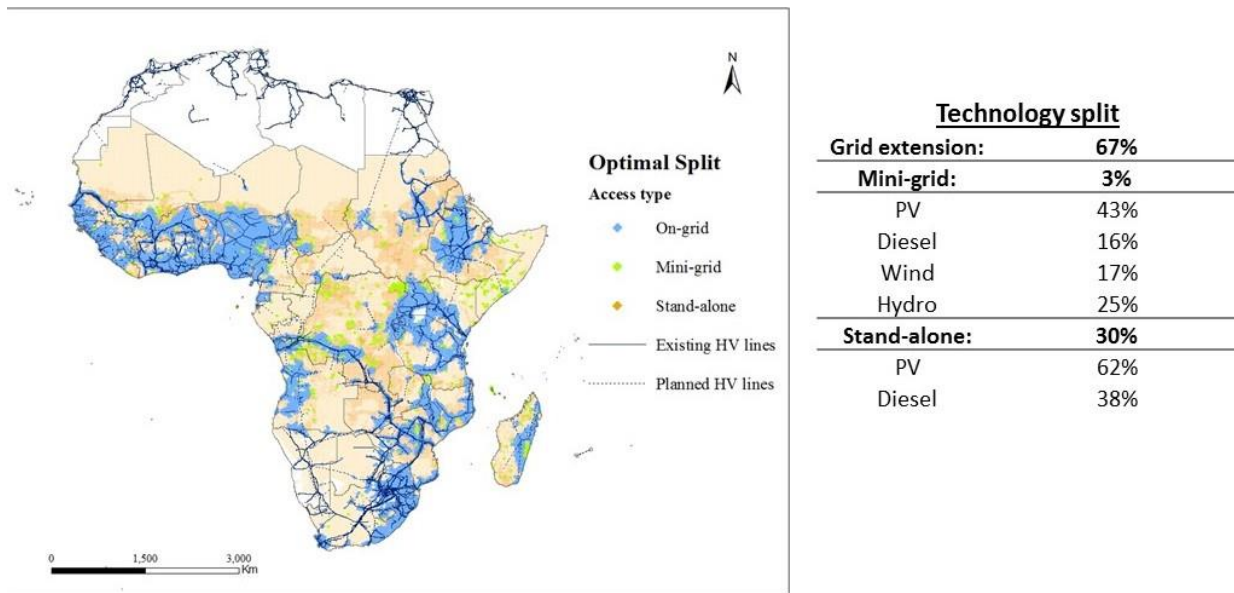 N
Optimal Split
Access type
On-grid
Mini-grid
Stand-alone
Existing HV lines
Planned HV lines
0 1,500 3,000
Km
Technology split
Grid extension: 67%
Mini-grid: 3%
PV 43%
Diesel 16%
Wind 17%
Hydro 25%
Stand-alone: 30%
PV 62%
Diesel 38%